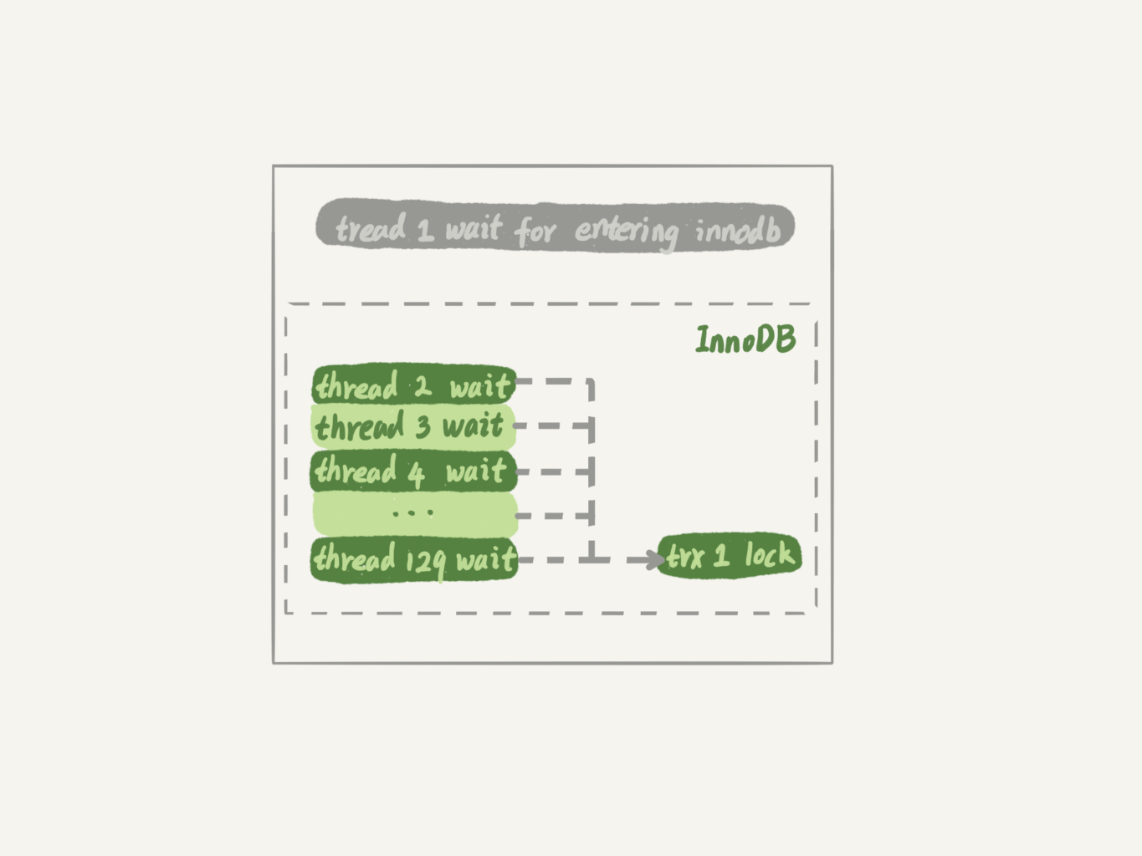 tread 1 wait for entering innodb
InnoDB
thread 2 wait
thread 3 wait
thread 4 wait
...
thread 129 wait
trx 1 lock